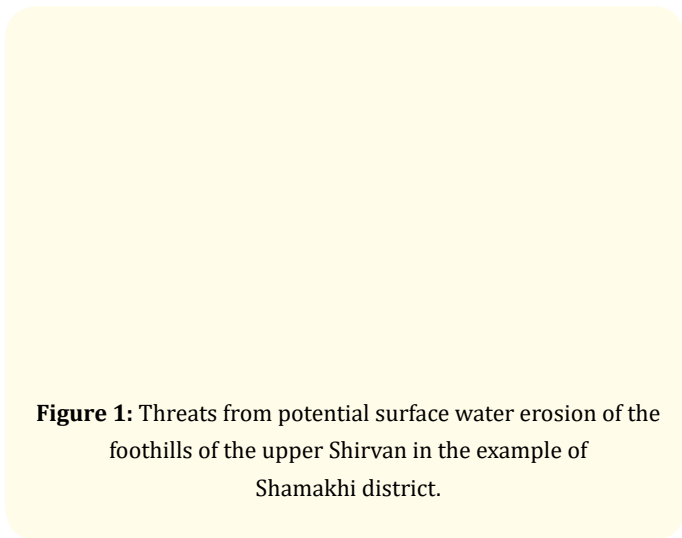 Figure 1: Threats from potential surface water erosion of the
foothills of the upper Shirvan in the example of
Shamakhi district.